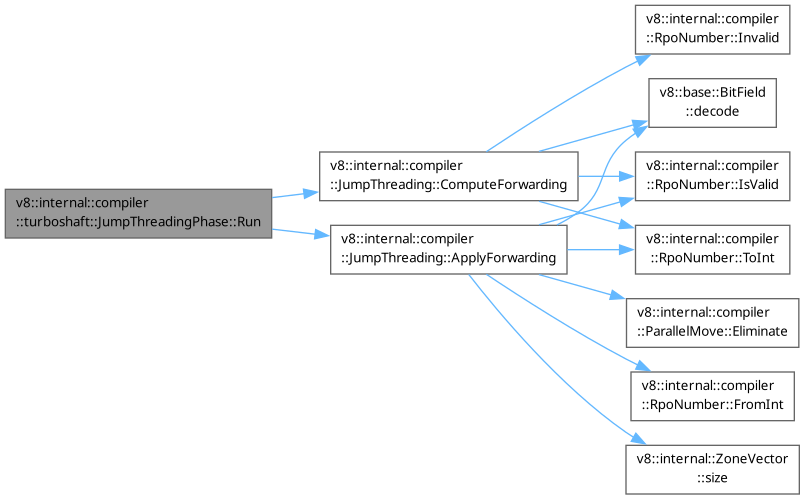 v8::internal::compiler
::turboshaft::JumpThreadingPhase::Run
v8::internal::compiler
::JumpThreading::ComputeForwarding
v8::internal::compiler
::JumpThreading::ApplyForwarding
v8::internal::compiler
::RpoNumber::Invalid
v8::base::BitField
::decode
v8::internal::compiler
::RpoNumber::IsValid
v8::internal::compiler
::RpoNumber::ToInt
v8::internal::compiler
::ParallelMove::Eliminate
v8::internal::compiler
::RpoNumber::FromInt
v8::internal::ZoneVector
::size